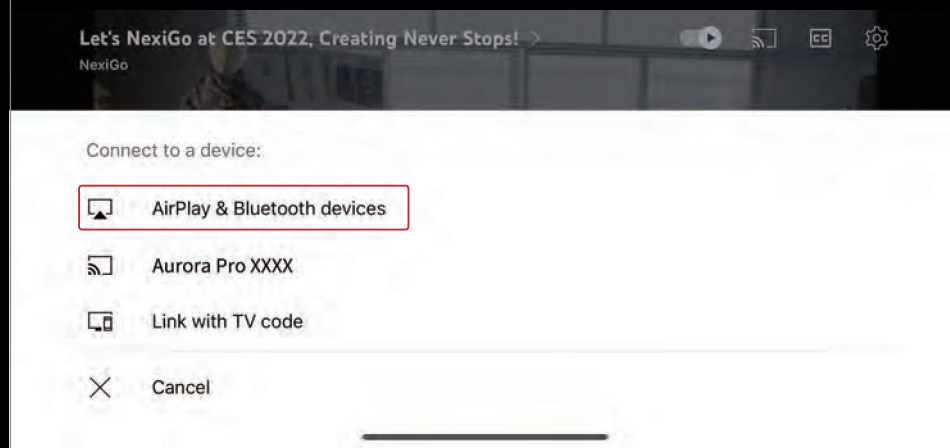 Let's NexiGo at CES 2022, Creating Never Stops! >
NexiGo
CC
Connect to a device:
AirPlay & Bluetooth devices
Aurora Pro XXXX
Link with TV code
Cancel